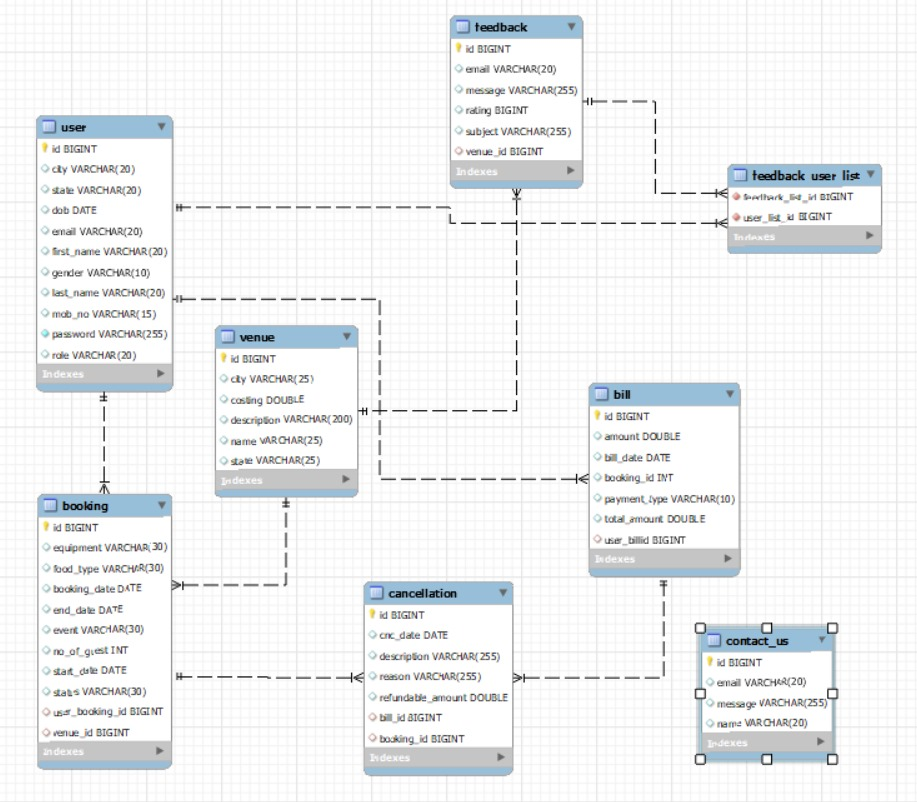 feedback
id BIGINT
email VARCHAR(20)
message VARCHAR(255)
rating BIGINT
subject VARCHAR(255)
venue_id BIGINT
Indexes
user
id BIGINT
city VARCHAR(20)
state VARCHAR(20)
dob DATE
email VARCHAR(20)
first_name VARCHAR(20)
gender VARCHAR(10)
last_name VARCHAR(20)
mob_no VARCHAR(15)
password VARCHAR(255)
role VARCHAR(20)
Indexes
feedback_user_list
feedback_list_id BIGINT
user_list_id BIGINT
Indexes
venue
id BIGINT
city VARCHAR(25)
costing DOUBLE
description VARCHAR(200)
name VARCHAR(25)
state VARCHAR(25)
Indexes
bill
id BIGINT
amount DOUBLE
bill_date DATE
booking_id INT
payment_type VARCHAR(10)
total_amount DOUBLE
user_billid BIGINT
Indexes
booking
id BIGINT
equipment VARCHAR(30)
food_type VARCHAR(30)
booking_date DATE
end_date DATE
event VARCHAR(30)
no_of_guest INT
start_date DATE
status VARCHAR(30)
user_booking_id BIGINT
venue_id BIGINT
Indexes
cancellation
id BIGINT
cnc_date DATE
description VARCHAR(255)
reason VARCHAR(255)
refundable_amount DOUBLE
bill_id BIGINT
booking_id BIGINT
Indexes
contact_us
id BIGINT
email VARCHAR(20)
message VARCHAR(255)
name VARCHAR(20)
Indexes